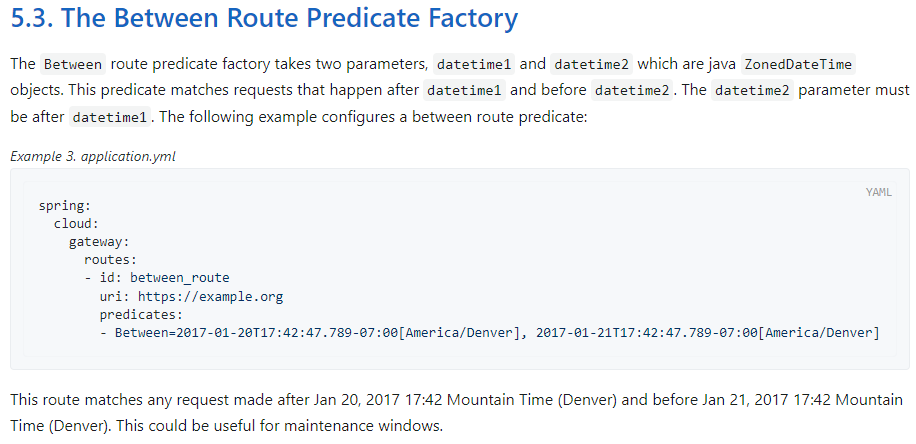 5.3. The Between Route Predicate Factory
The Between route predicate factory takes two parameters, datetime1 and datetime2 which are java ZonedDateTime
objects. This predicate matches requests that happen after datetime1 and before datetime2. The datetime2 parameter must
be after datetime1. The following example configures a between route predicate:
Example 3. application.yml
YAML
spring:
  cloud:
    gateway:
      routes:
      - id: between_route
        uri: https://example.org
        predicates:
        - Between=2017-01-20T17:42:47.789-07:00[America/Denver], 2017-01-21T17:42:47.789-07:00[America/Denver]
This route matches any request made after Jan 20, 2017 17:42 Mountain Time (Denver) and before Jan 21, 2017 17:42 Mountain
Time (Denver). This could be useful for maintenance windows.